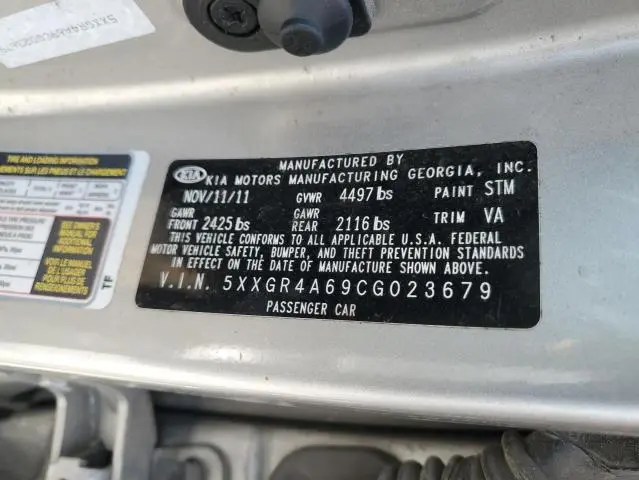 MANUFACTURED BY
KIA KIA MOTORS MANUFACTURING GEORGIA, INC.
NOV/11/11 GVWR 4497 lbs PAINT STM
GAWR FRONT 2425 lbs GAWR REAR 2116 lbs TRIM VA
THIS VEHICLE CONFORMS TO ALL APPLICABLE U.S.A. FEDERAL
MOTOR VEHICLE SAFETY, BUMPER, AND THEFT PREVENTION STANDARDS
IN EFFECT ON THE DATE OF MANUFACTURE SHOWN ABOVE.
V.I.N. 5XXGR4A69CG023679
PASSENGER CAR
TIRE AND LOADING INFORMATION
SEE OWNER'S
MANUAL FOR
ADDITIONAL
INFORMATION
VOIR LE MANUEL
DE L'USAGER
POUR PLUS DE
RENSEIGNEMENTS
TF